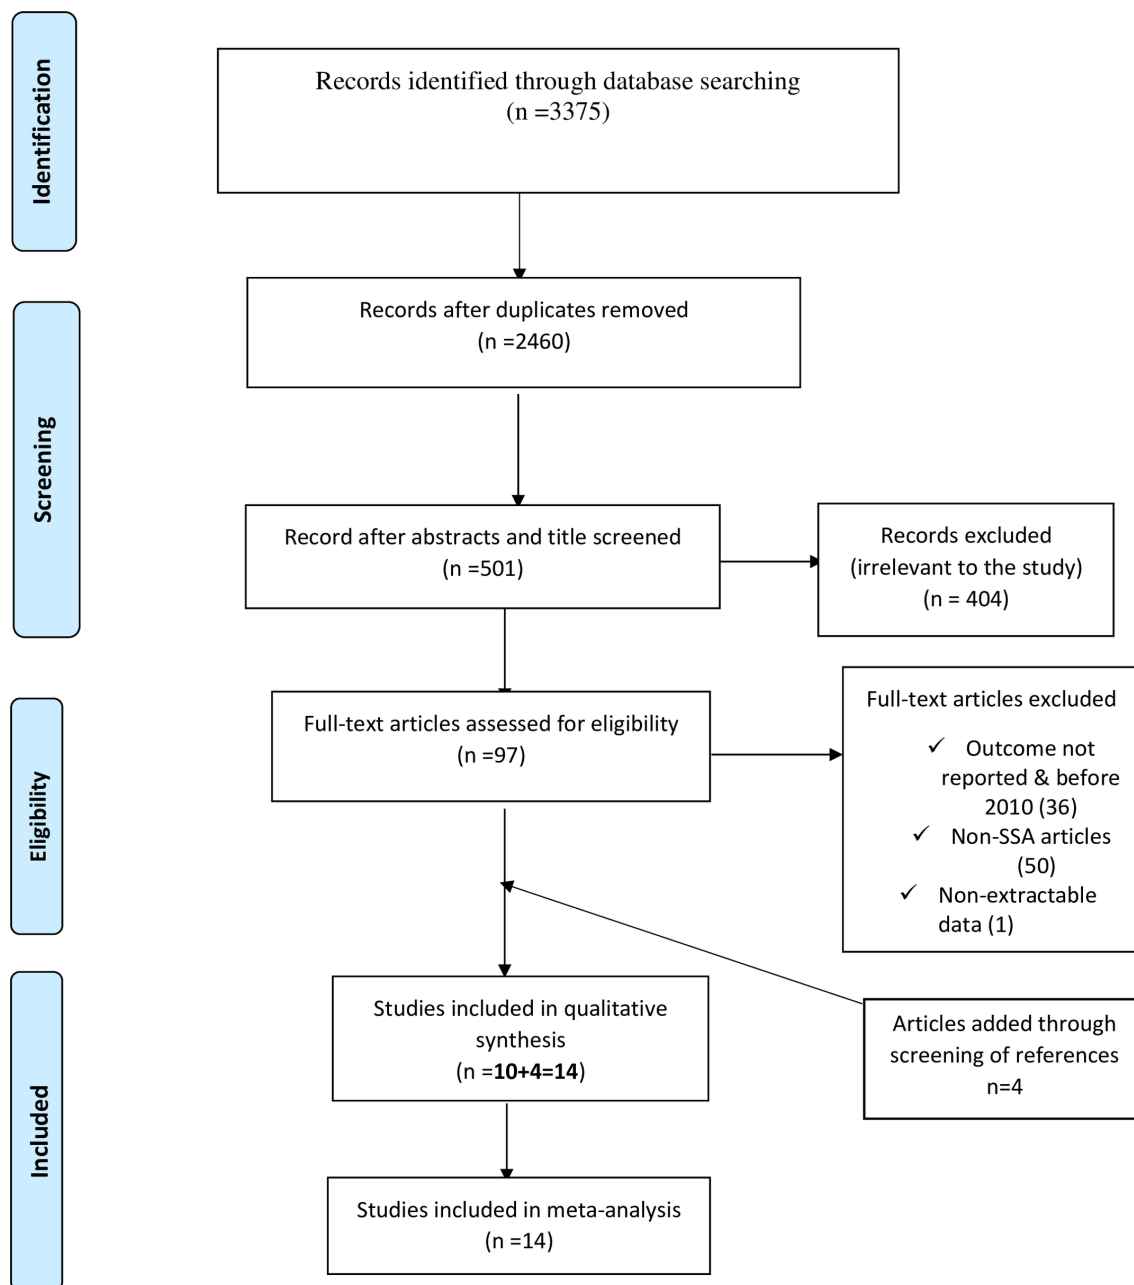 Identification
Records identified through database searching
(n =3375)
Records after duplicates removed
(n =2460)
Screening
Record after abstracts and title screened
(n =501)
Records excluded
(irrelevant to the study)
(n = 404)
Eligibility
Full-text articles assessed for eligibility
(n =97)
Full-text articles excluded
✓ Outcome not
reported & before
2010 (36)
✓ Non-SSA articles
(50)
✓ Non-extractable
data (1)
Included
Studies included in qualitative
synthesis
(n =10+4=14)
Articles added through
screening of references
n=4
Studies included in meta-analysis
(n =14)